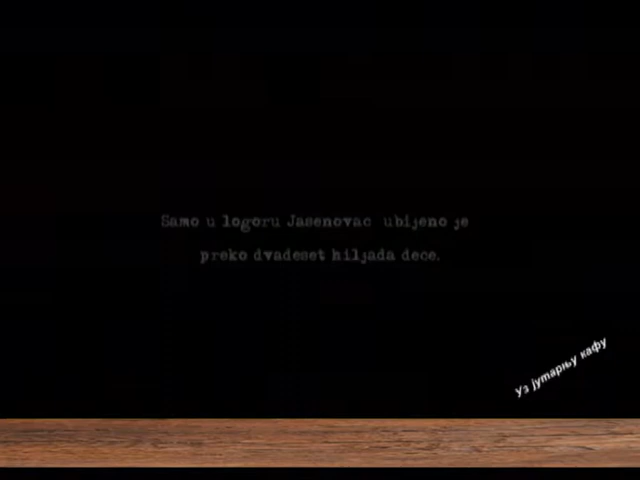 Samo u logoru Jasenovac ubijeno je
preko dvadeset hiljada dece.
Уз јутарњу кафу